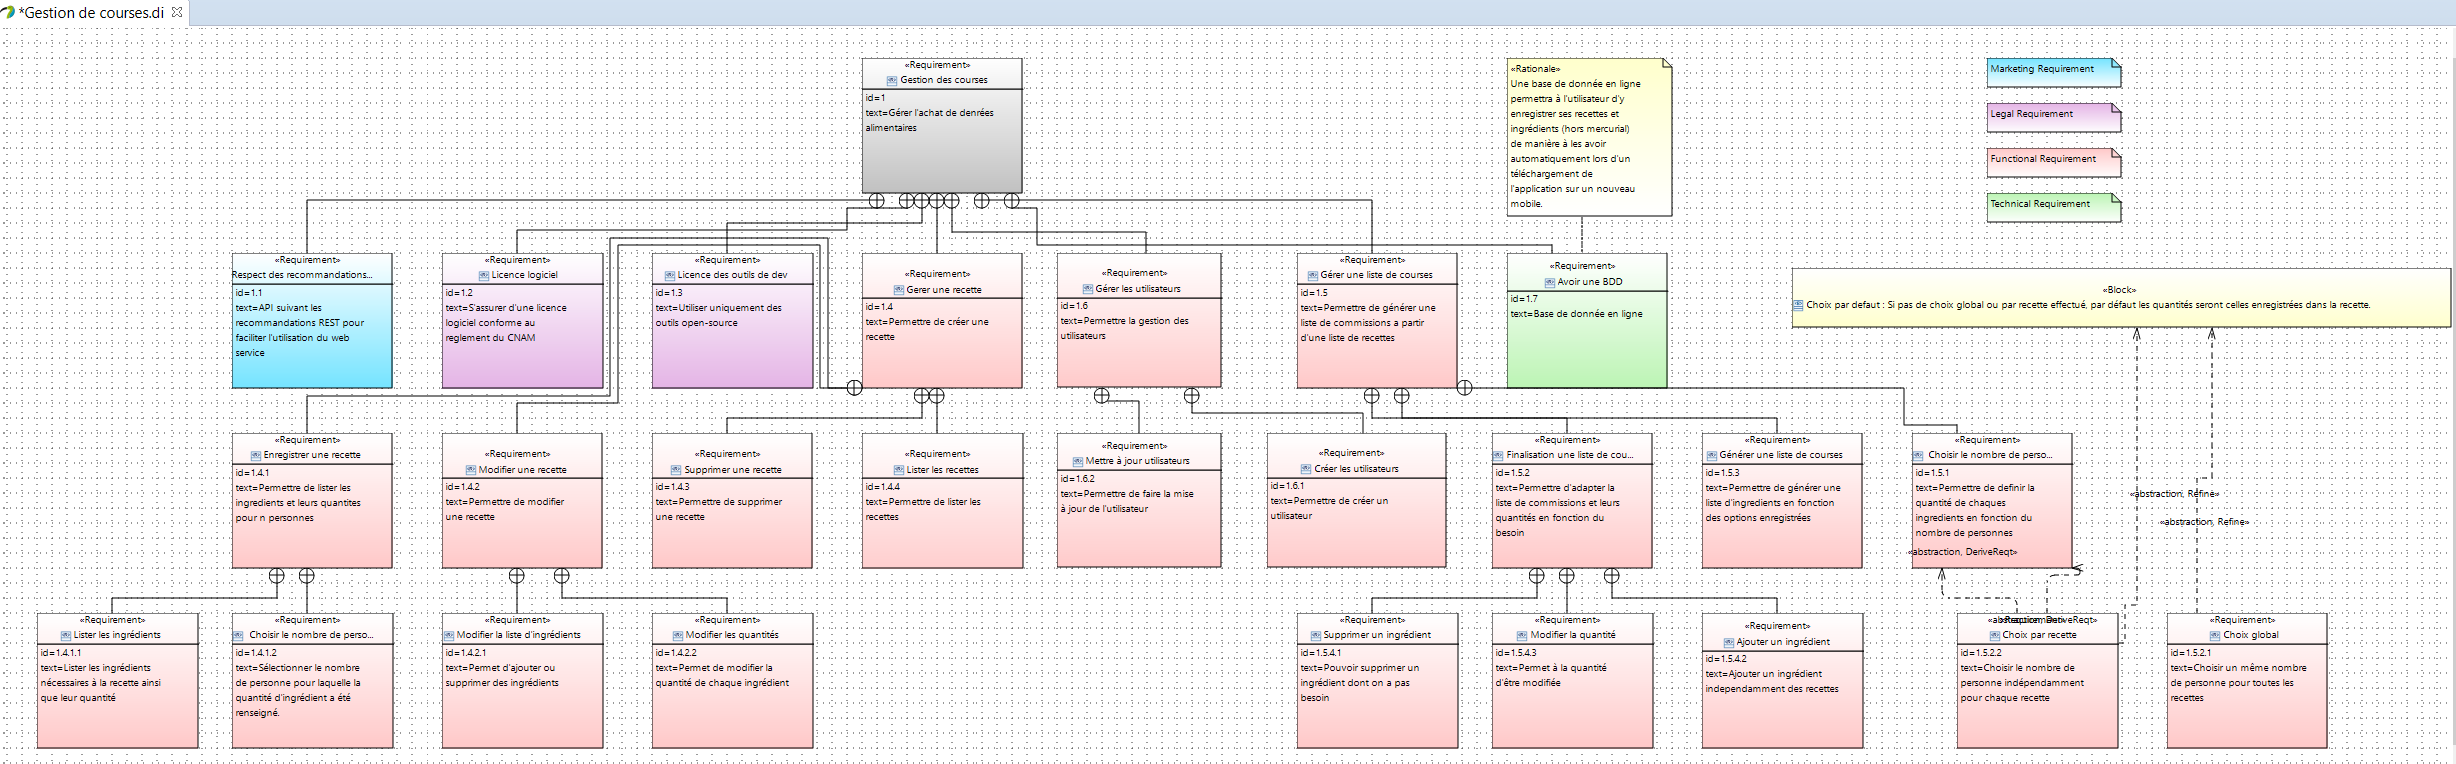 *Gestion de courses.di
«Requirement»
Gestion des courses
id=1
text=Gérer l'achat de denrées
alimentaires
«Rationale»
Une base de donnée en ligne
permettra à l'utilisateur d'y
enregistrer ses recettes et
ingrédients (hors mercurial)
de manière à les avoir
automatiquement lors d'un
téléchargement de
l'application sur un nouveau
mobile.
Marketing Requirement
Legal Requirement
Functional Requirement
Technical Requirement
«Requirement»
Respect des recommandations...
id=1.1
text=API suivant les
recommandations REST pour
faciliter l'utilisation du web
service
«Requirement»
Licence logiciel
id=1.2
text=S'assurer d'une licence
logiciel conforme au
reglement du CNAM
«Requirement»
Licence des outils de dev
id=1.3
text=Utiliser uniquement des
outils open-source
«Requirement»
Gerer une recette
id=1.4
text=Permettre de créer une
recette
«Requirement»
Gérer les utilisateurs
id=1.6
text=Permettre la gestion des
utilisateurs
«Requirement»
Gérer une liste de courses
id=1.5
text=Permettre de générer une
liste de commissions a partir
d'une liste de recettes
«Requirement»
Avoir une BDD
id=1.7
text=Base de donnée en ligne
«Block»
Choix par defaut : Si pas de choix global ou par recette effectué, par défaut les quantités seront celles enregistrées dans la recette.
«Requirement»
Enregistrer une recette
id=1.4.1
text=Permettre de lister les
ingredients et leurs quantites
pour n personnes
«Requirement»
Modifier une recette
id=1.4.2
text=Permettre de modifier
une recette
«Requirement»
Supprimer une recette
id=1.4.3
text=Permettre de supprimer
une recette
«Requirement»
Lister les recettes
id=1.4.4
text=Permettre de lister les
recettes
«Requirement»
Mettre à jour utilisateurs
id=1.6.2
text=Permettre de faire la mise
à jour de l'utilisateur
«Requirement»
Créer les utilisateurs
id=1.6.1
text=Permettre de créer un
utilisateur
«Requirement»
Finalisation une liste de cou...
id=1.5.2
text=Permettre d'adapter la
liste de commissions et leurs
quantités en fonction du
besoin
«Requirement»
Générer une liste de courses
id=1.5.3
text=Permettre de générer une
liste d'ingredients en fonction
des options enregistrées
«Requirement»
Choisir le nombre de perso...
id=1.5.1
text=Permettre de definir la
quantité de chaques
ingredients en fonction du
nombre de personnes
«abstraction, DeriveReqt»
«abstraction, Refine»
«abstraction, Refine»
«Requirement»
Lister les ingrédients
id=1.4.1.1
text=Lister les ingrédients
nécessaires à la recette ainsi
que leur quantité
«Requirement»
Choisir le nombre de perso...
id=1.4.1.2
text=Sélectionner le nombre
de personne pour laquelle la
quantité d'ingrédient a été
renseigné.
«Requirement»
Modifier la liste d'ingrédients
id=1.4.2.1
text=Permet d'ajouter ou
supprimer des ingrédients
«Requirement»
Modifier les quantités
id=1.4.2.2
text=Permet de modifier la
quantité de chaque ingrédient
«Requirement»
Supprimer un ingrédient
id=1.5.4.1
text=Pouvoir supprimer un
ingrédient dont on a pas
besoin
«Requirement»
Modifier la quantité
id=1.5.4.3
text=Permet à la quantité
d'être modifiée
«Requirement»
Ajouter un ingrédient
id=1.5.4.2
text=Ajouter un ingrédient
independamment des recettes
«abstraction, DeriveReqt»
«Requirement»
Choix par recette
id=1.5.2.2
text=Choisir le nombre de
personne indépendamment
pour chaque recette
«Requirement»
Choix global
id=1.5.2.1
text=Choisir un même nombre
de personne pour toutes les
recettes